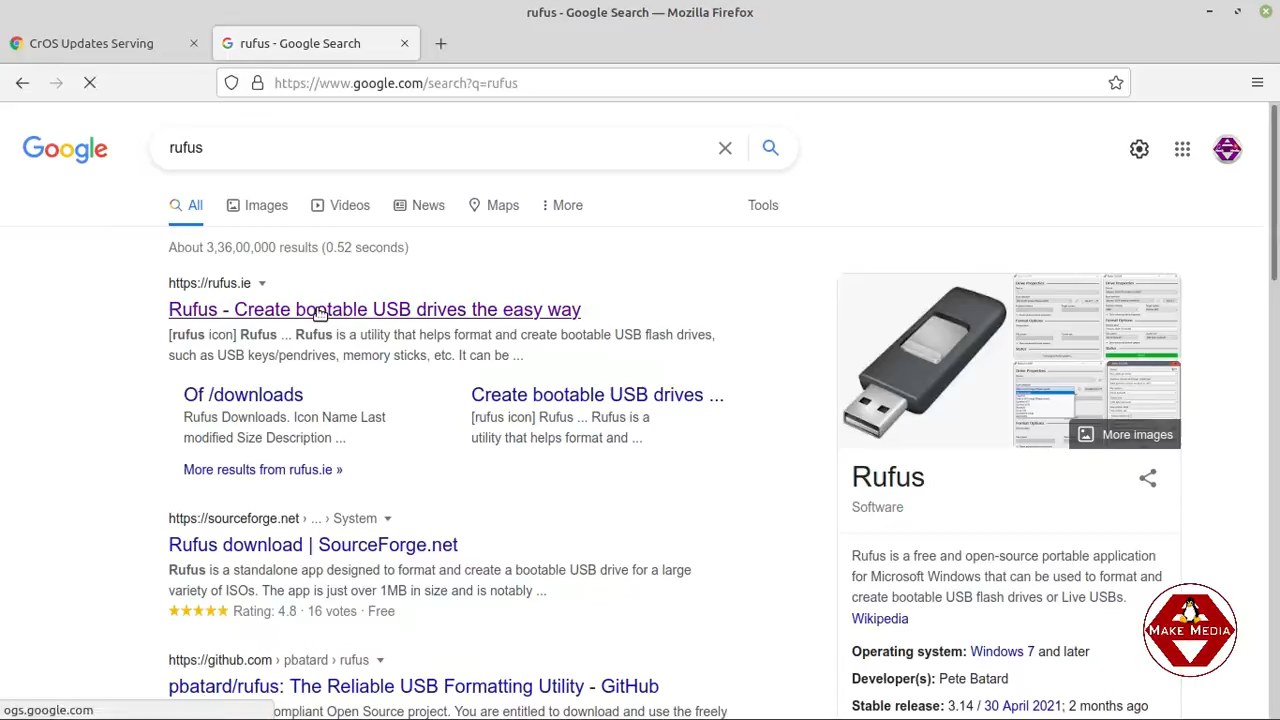 rufus - Google Search — Mozilla Firefox
CrOS Updates Serving
rufus - Google Search
https://www.google.com/search?q=rufus
Google
rufus
All Images Videos News Maps More Tools
About 3,36,00,000 results (0.52 seconds)
https://rufus.ie
Rufus - Create bootable USB drives the easy way
[rufus icon] Rufus ... Rufus is a utility that helps format and create bootable USB flash drives,
such as USB keys/pendrives, memory sticks, etc. It can be ...
Of /downloads
Rufus Downloads. Icon Name Last
modified Size Description ...
Create bootable USB drives ...
[rufus icon] Rufus ... Rufus is a
utility that helps format and ...
More results from rufus.ie »
https://sourceforge.net › ... › System
Rufus download | SourceForge.net
Rufus is a standalone app designed to format and create a bootable USB drive for a large
variety of ISOs. The app is just over 1MB in size and is notably ...
Rating: 4.8 · 16 votes · Free
https://github.com › pbatard › rufus
pbatard/rufus: The Reliable USB Formatting Utility - GitHub
ompliant Open Source project. You are entitled to download and use the freely
ogs.google.com
More images
Rufus
Software
Rufus is a free and open-source portable application
for Microsoft Windows that can be used to format and
create bootable USB flash drives or Live USBs.
Wikipedia
Operating system: Windows 7 and later
Developer(s): Pete Batard
Stable release: 3.14 / 30 April 2021; 2 months ago
MAKE MEDIA